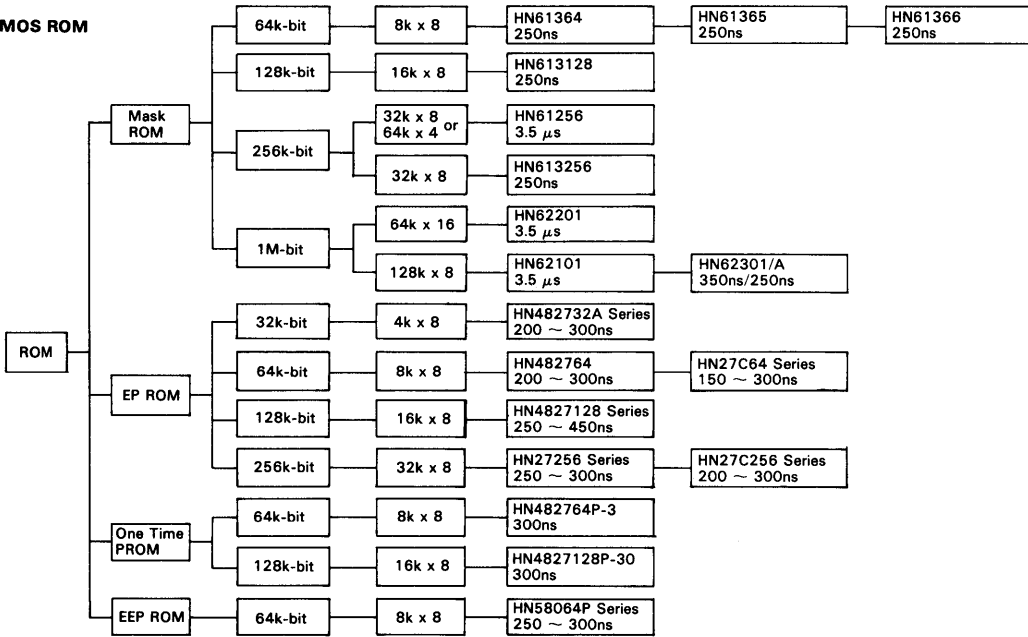 MOS ROM
64k-bit
8k x 8
HN61364
250ns
HN61365
250ns
HN61366
250ns
128k-bit
16k x 8
HN613128
250ns
Mask
ROM
256k-bit
32k x 8
64k x 4 or
HN61256
3.5 μs
32k x 8
HN613256
250ns
1M-bit
64k x 16
HN62201
3.5 μs
128k x 8
HN62101
3.5 μs
HN62301/A
350ns/250ns
ROM
EP ROM
32k-bit
4k x 8
HN482732A Series
200 ~ 300ns
64k-bit
8k x 8
HN482764
200 ~ 300ns
HN27C64 Series
150 ~ 300ns
128k-bit
16k x 8
HN4827128 Series
250 ~ 450ns
256k-bit
32k x 8
HN27256 Series
250 ~ 300ns
HN27C256 Series
200 ~ 300ns
One Time
PROM
64k-bit
8k x 8
HN482764P-3
300ns
128k-bit
16k x 8
HN4827128P-30
300ns
EEP ROM
64k-bit
8k x 8
HN58064P Series
250 ~ 300ns